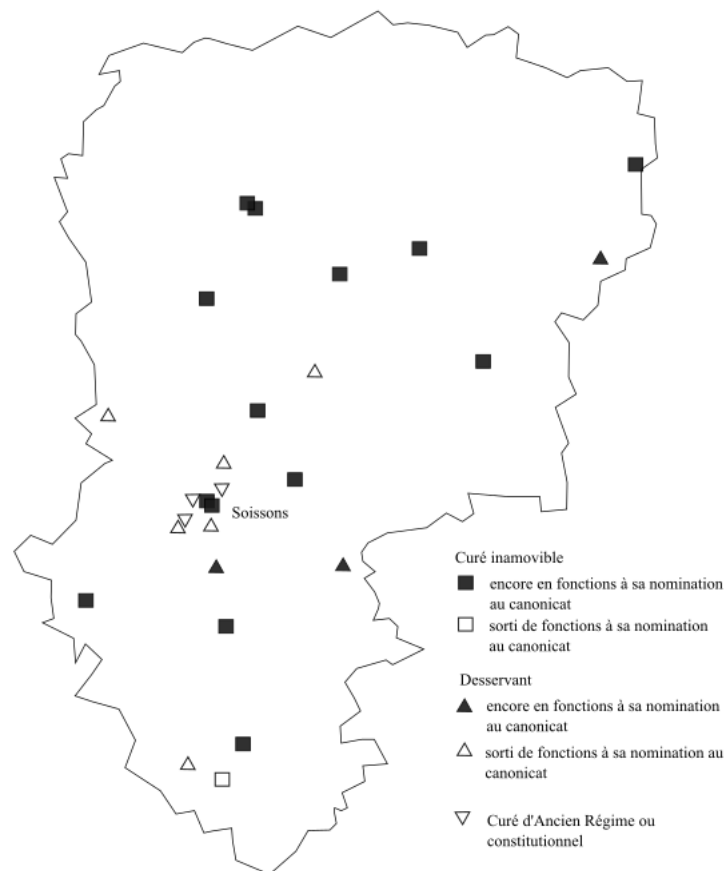 Soissons
Curé inamovible
encore en fonctions à sa nomination
au canonicat
sorti de fonctions à sa nomination
au canonicat
Desservant
encore en fonctions à sa nomination
au canonicat
sorti de fonctions à sa nomination au
canonicat
Curé d'Ancien Régime ou
constitutionnel